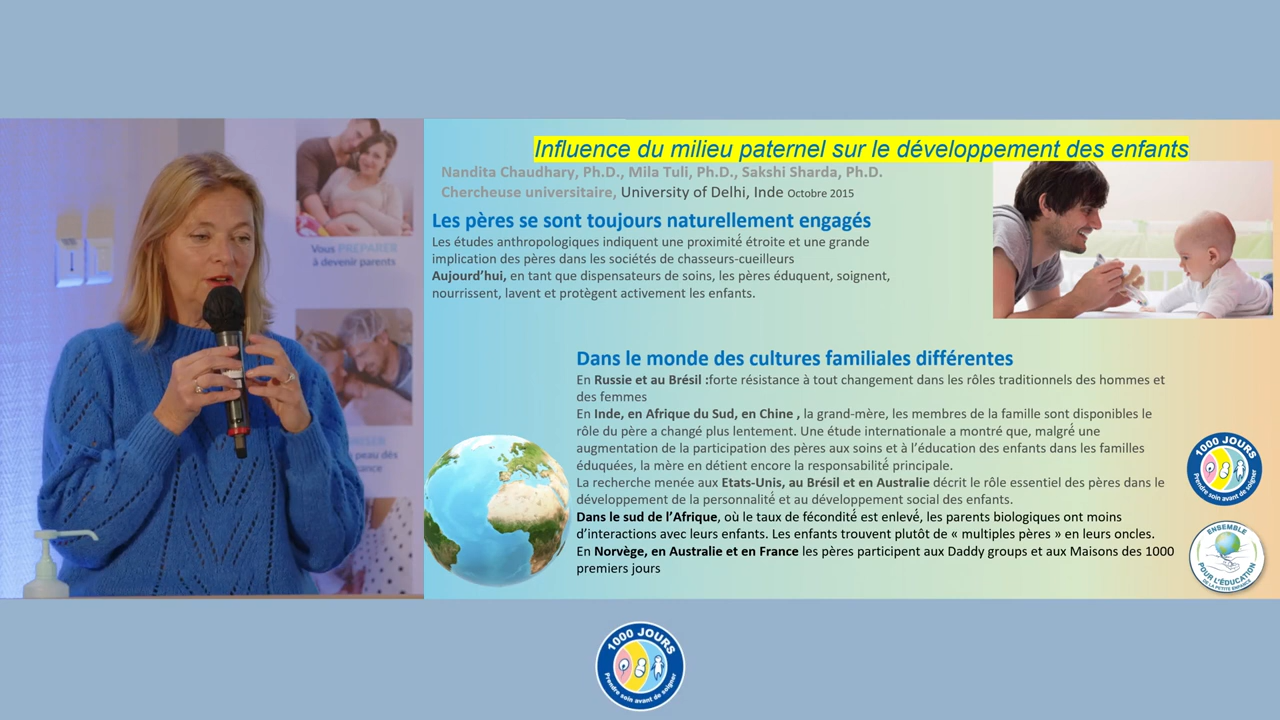 Influence du milieu paternel sur le développement des enfants
Nandita Chaudhary, Ph.D., Mila Tuli, Ph.D., Sakshi Sharda, Ph.D.
Chercheuse universitaire, University of Delhi, Inde Octobre 2015
Les pères se sont toujours naturellement engagés
Les études anthropologiques indiquent une proximité étroite et une grande
implication des pères dans les sociétés de chasseurs-cueilleurs
Aujourd'hui, en tant que dispensateurs de soins, les pères éduquent, soignent,
nourrissent, lavent et protègent activement les enfants.
Vous PREPARER
à devenir parents
Dans le monde des cultures familiales différentes
En Russie et au Brésil :forte résistance à tout changement dans les rôles traditionnels des hommes et
des femmes
En Inde, en Afrique du Sud, en Chine , la grand-mère, les membres de la famille sont disponibles le
rôle du père a changé plus lentement. Une étude internationale a montré que, malgré une
augmentation de la participation des pères aux soins et à l'éducation des enfants dans les familles
éduquées, la mère en détient encore la responsabilité principale.
La recherche menée aux Etats-Unis, au Brésil et en Australie décrit le rôle essentiel des pères dans le
développement de la personnalité et au développement social des enfants.
Dans le sud de l'Afrique, où le taux de fécondité est enlevé, les parents biologiques ont moins
d'interactions avec leurs enfants. Les enfants trouvent plutôt de « multiples pères » en leurs oncles.
En Norvège, en Australie et en France les pères participent aux Daddy groups et aux Maisons des 1000
premiers jours
peau dès
1000 JOURS
Prendre soin avant de soigner
ENSEMBLE
POUR L'ÉDUCATION
DE LA PETITE ENFANCE
1000 JOURS
Prendre soin avant de soigner